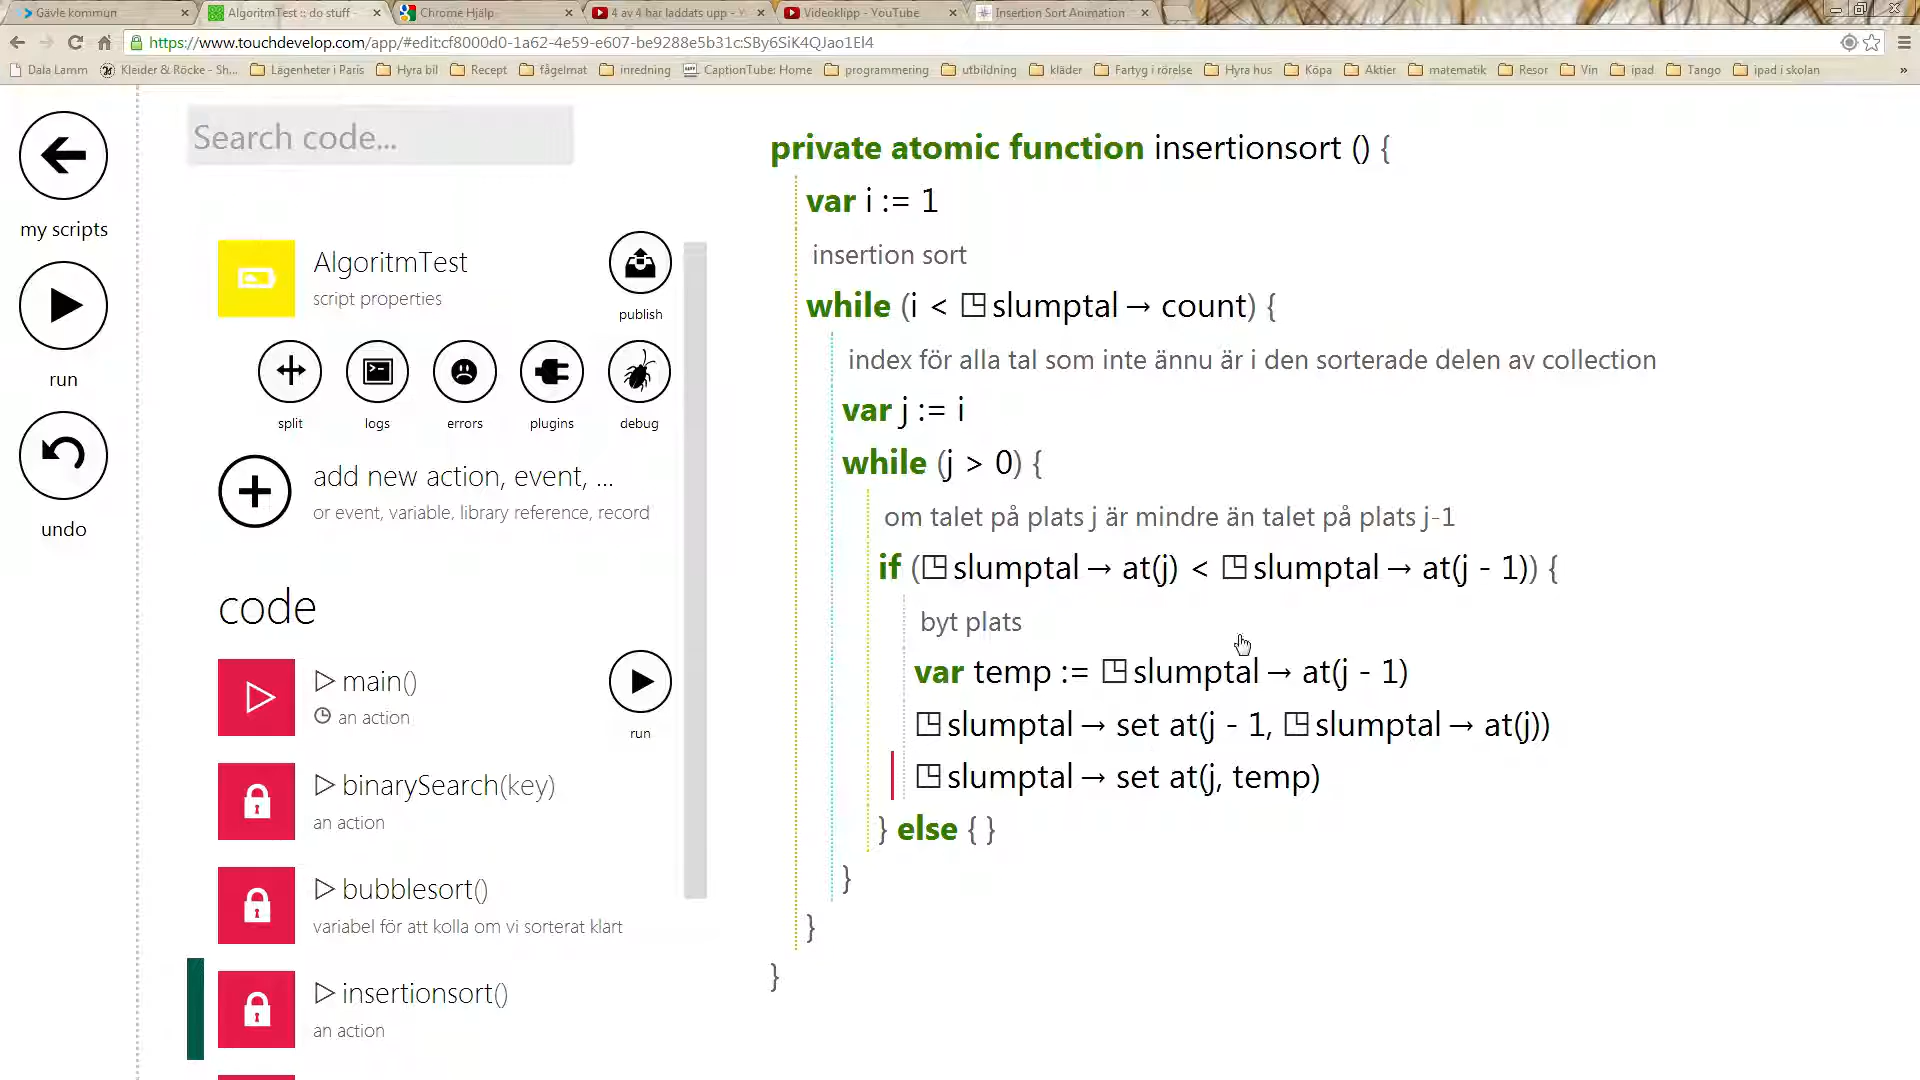 Gävle kommun
AlgoritmTest :: do stuff -
Chrome Hjälp
4 av 4 har laddats upp - Y
Videoklipp - YouTube
Insertion Sort Animation
https://www.touchdevelop.com/app/#edit:cf8000d0-1a62-4e59-e607-be9288e5b31c:SBy6SiK4QJao1El4
Dala Lamm
Kleider & Röcke - Sh...
Lägenheter i Paris
Hyra bil
Recept
fågelmat
inredning
CaptionTube: Home
programmering
utbildning
kläder
Fartyg i rörelse
Hyra hus
Köpa
Aktier
matematik
Resor
Vin
ipad
Tango
ipad i skolan
»
my scripts
run
undo
Search code...
AlgoritmTest
script properties
publish
split
logs
errors
plugins
debug
add new action, event, ...
or event, variable, library reference, record
code
▷ main()
an action
run
▷ binarySearch(key)
an action
▷ bubblesort()
variabel för att kolla om vi sorterat klart
▷ insertionsort()
an action
private atomic function insertionsort () {
var i := 1
insertion sort
while (i < ◳ slumptal → count) {
index för alla tal som inte ännu är i den sorterade delen av collection
var j := i
while (j > 0) {
om talet på plats j är mindre än talet på plats j-1
if (◳ slumptal → at(j) < ◳ slumptal → at(j - 1)) {
byt plats
var temp := ◳ slumptal → at(j - 1)
◳ slumptal → set at(j - 1, ◳ slumptal → at(j))
◳ slumptal → set at(j, temp)
} else { }
}
}
}